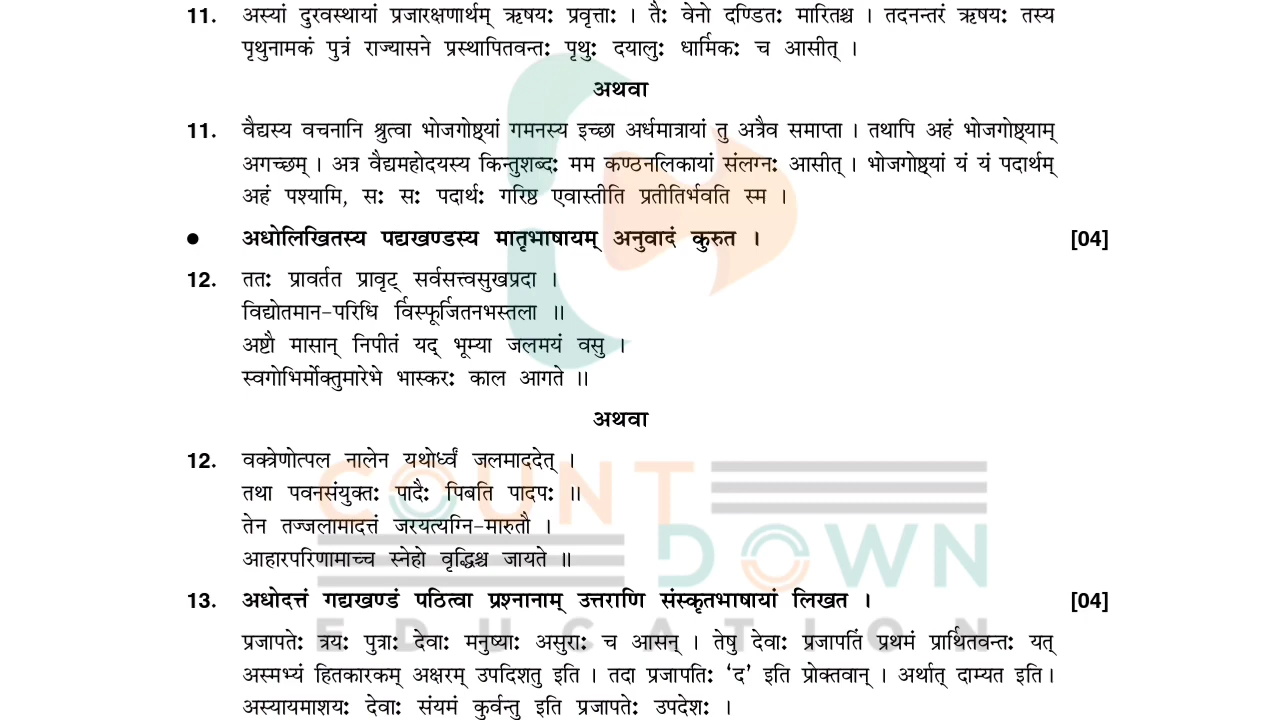 11. अस्यां दुरवस्थायां प्रजारक्षणार्थम् ऋषयः प्रवृत्ताः । तैः वेनो दण्डितः मारितश्च । तदनन्तरं ऋषयः तस्य
पृथुनामकं पुत्रं राज्यासने प्रस्थापितवन्तः पृथुः दयालुः धार्मिकः च आसीत् ।
अथवा
11. वैद्यस्य वचनानि श्रुत्वा भोजगोष्ठ्यां गमनस्य इच्छा अर्धमात्रायां तु अत्रैव समाप्ता । तथापि अहं भोजगोष्ठ्याम्
अगच्छम् । अत्र वैद्यमहोदयस्य किन्तुशब्दः मम कण्ठनलिकायां संलग्नः आसीत् । भोजगोष्ठ्यां यं यं पदार्थम्
अहं पश्यामि, सः सः पदार्थः गरिष्ठ एवास्तीति प्रतीतिर्भवति स्म ।
● अधोलिखितस्य पद्यखण्डस्य मातृभाषायम् अनुवादं कुरुत । [04]
12. ततः प्रावर्तत प्रावृट् सर्वसत्त्वसुखप्रदा ।
विद्योतमान-परिधि र्विस्फूर्जितनभस्तला ॥
अष्टौ मासान् निपीतं यद् भूम्या जलमयं वसु ।
स्वगोभिर्मोक्तुमारेभे भास्करः काल आगते ॥
अथवा
12. वक्त्रेणोत्पल नालेन यथोर्ध्वं जलमाददेत् ।
तथा पवनसंयुक्तः पादैः पिबति पादपः ॥
तेन तज्जलामादत्तं जरयत्यग्नि-मारुतौ ।
आहारपरिणामाच्च स्नेहो वृद्धिश्च जायते ॥
COUNT
DOWN
EDUCATION
13. अधोदत्तं गद्यखण्डं पठित्वा प्रश्नानाम् उत्तराणि संस्कृतभाषायां लिखत । [04]
प्रजापतेः त्रयः पुत्राः देवाः मनुष्याः असुराः च आसन् । तेषु देवाः प्रजापतिं प्रथमं प्रार्थितवन्तः यत्
अस्मभ्यं हितकारकम् अक्षरम् उपदिशतु इति । तदा प्रजापतिः ‘द’ इति प्रोक्तवान् । अर्थात् दाम्यत इति।
अस्यायमाशयः देवाः संयमं कुर्वन्तु इति प्रजापतेः उपदेशः ।